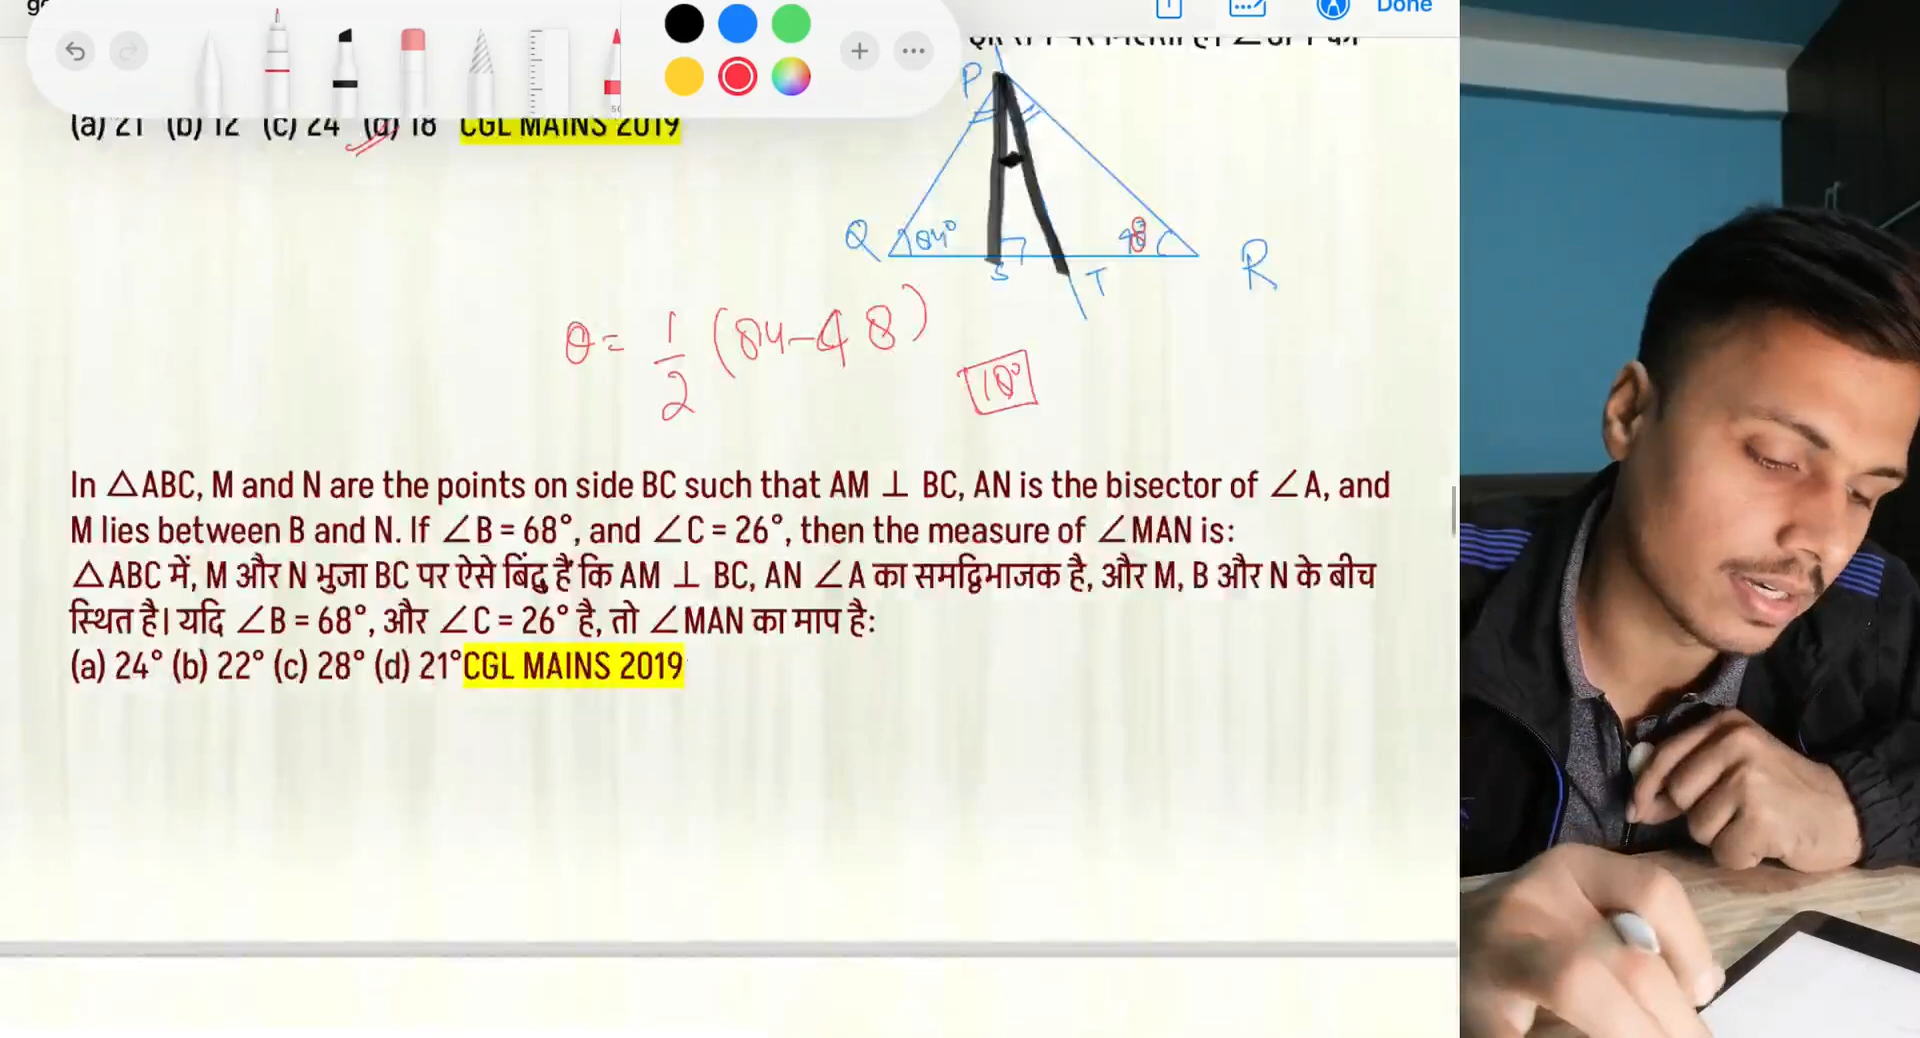 Done
P
(a) 21 (b) 12 (c) 24 (d) 18 CGL MAINS 2019
Q 84° S T R
θ = 1/2 (84-48)
18°
In △ABC, M and N are the points on side BC such that AM ⊥ BC, AN is the bisector of ∠A, and
M lies between B and N. If ∠B = 68°, and ∠C = 26°, then the measure of ∠MAN is:
△ABC में, M और N भुजा BC पर ऐसे बिंदु हैं कि AM ⊥ BC, AN ∠A का समद्विभाजक है, और M, B और N के बीच
स्थित है। यदि ∠B = 68°, और ∠C = 26° है, तो ∠MAN का माप है:
(a) 24° (b) 22° (c) 28° (d) 21°CGL MAINS 2019